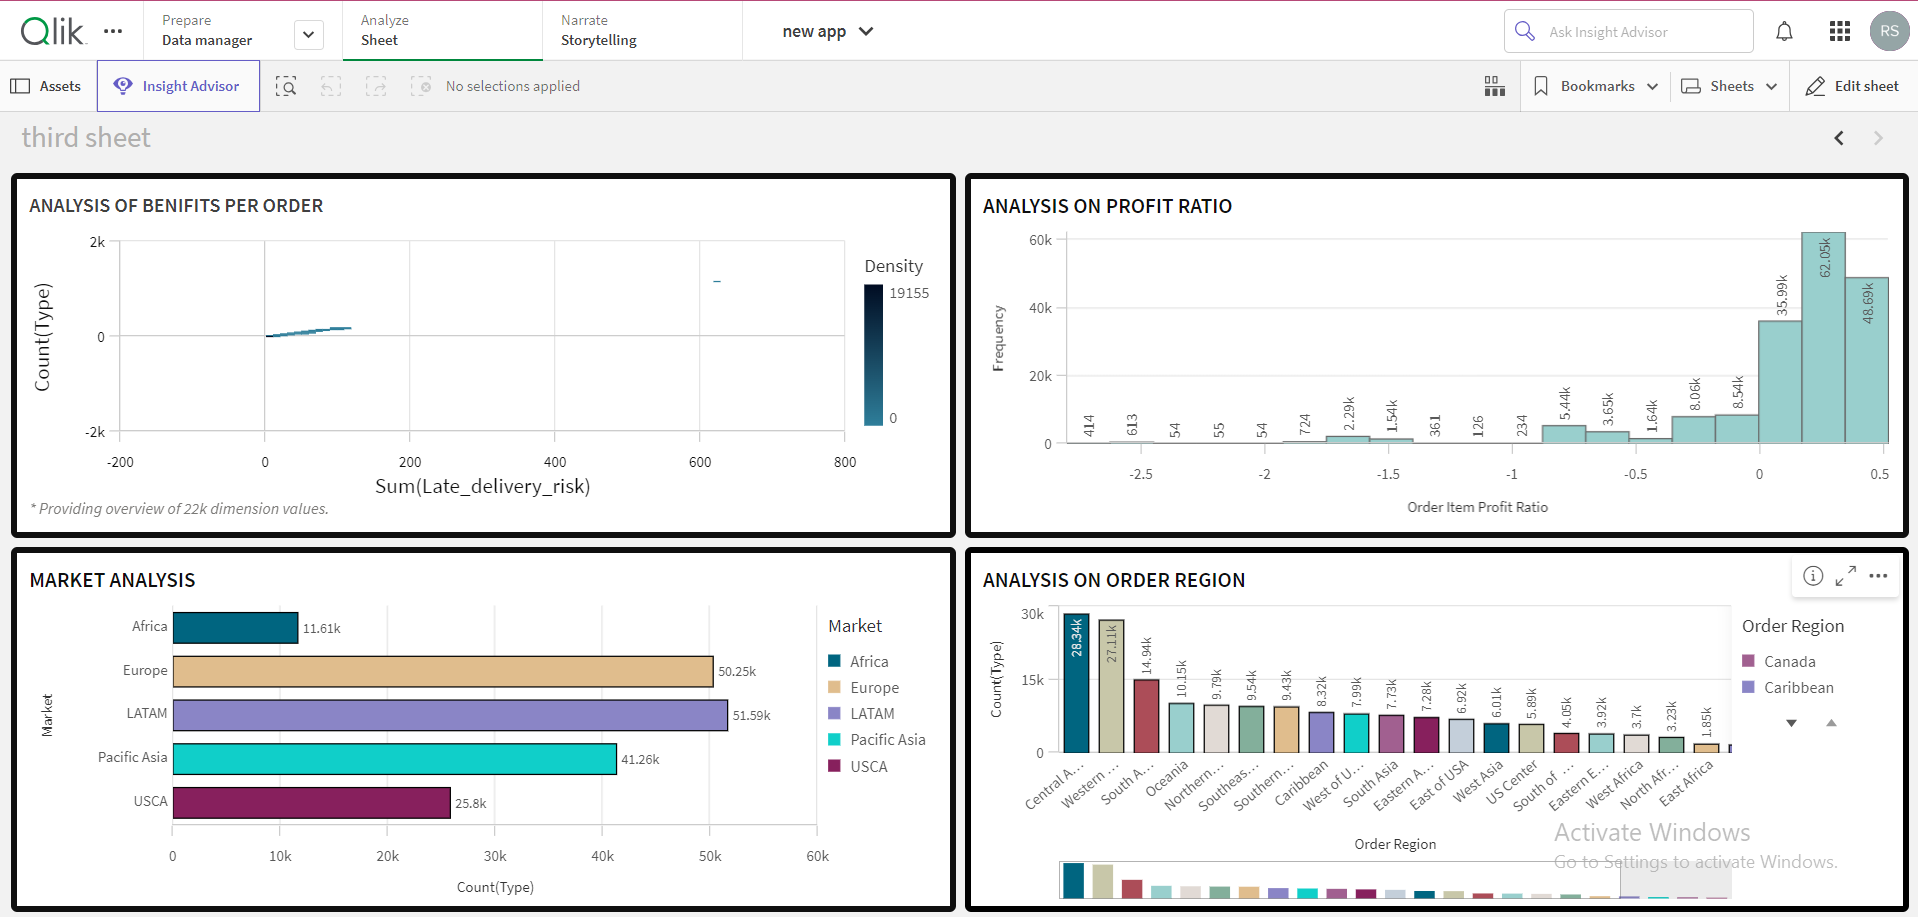 Qlik
Prepare
Data manager
Analyze
Sheet
Narrate
Storytelling
new app
Ask Insight Advisor
RS
Assets
Insight Advisor
No selections applied
Bookmarks
Sheets
Edit sheet
third sheet
ANALYSIS OF BENIFITS PER ORDER
Count(Type)
2k
0
-2k
-200
0
200
400
600
800
Sum(Late_delivery_risk)
Density
19155
0
* Providing overview of 22k dimension values.
ANALYSIS ON PROFIT RATIO
Frequency
60k
40k
20k
0
414
613
54
55
54
724
2.29k
1.54k
361
126
234
5.44k
3.65k
1.64k
8.06k
8.54k
35.99k
62.05k
48.69k
-2.5
-2
-1.5
-1
-0.5
0
0.5
Order Item Profit Ratio
MARKET ANALYSIS
Market
Africa
11.61k
Europe
50.25k
LATAM
51.59k
Pacific Asia
41.26k
USCA
25.8k
0
10k
20k
30k
40k
50k
60k
Count(Type)
Market
Africa
Europe
LATAM
Pacific Asia
USCA
ANALYSIS ON ORDER REGION
Count(Type)
30k
15k
0
28.34k
27.11k
14.94k
10.15k
9.79k
9.54k
9.43k
8.32k
7.99k
7.73k
7.28k
6.92k
6.01k
5.89k
4.05k
3.92k
3.7k
3.23k
1.85k
Central A...
Western ...
South A...
Oceania
Northern...
Southeas...
Southern...
Caribbean
West of U...
South Asia
Eastern A...
East of USA
West Asia
US Center
South of ...
Eastern E...
West Africa
North Afr...
East Africa
Order Region
Order Region
Canada
Caribbean
Activate Windows
Go to Settings to activate Windows.